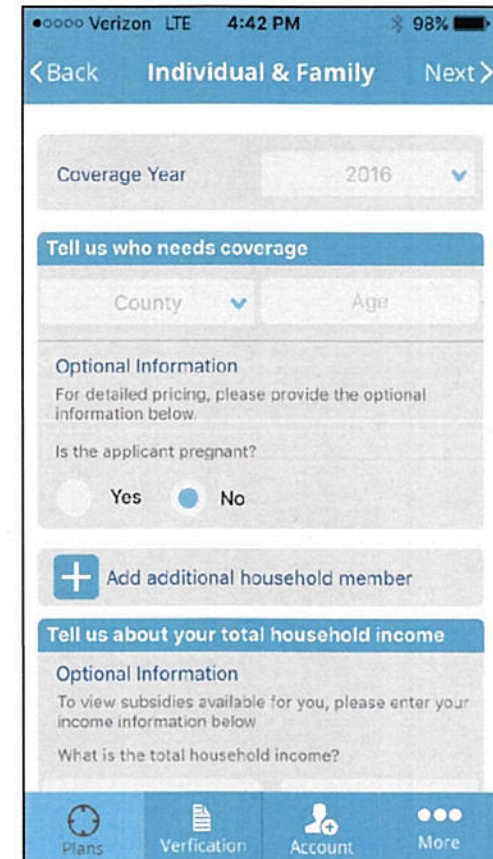 Verizon LTE 4:42 PM 98%
Back Individual & Family Next
Coverage Year 2016
Tell us who needs coverage
County Age
Optional Information
For detailed pricing, please provide the optional
information below.
Is the applicant pregnant?
Yes No
Add additional household member
Tell us about your total household income
Optional Information
To view subsidies available for you, please enter your
income information below
What is the total household income?
Plans Verfication Account More